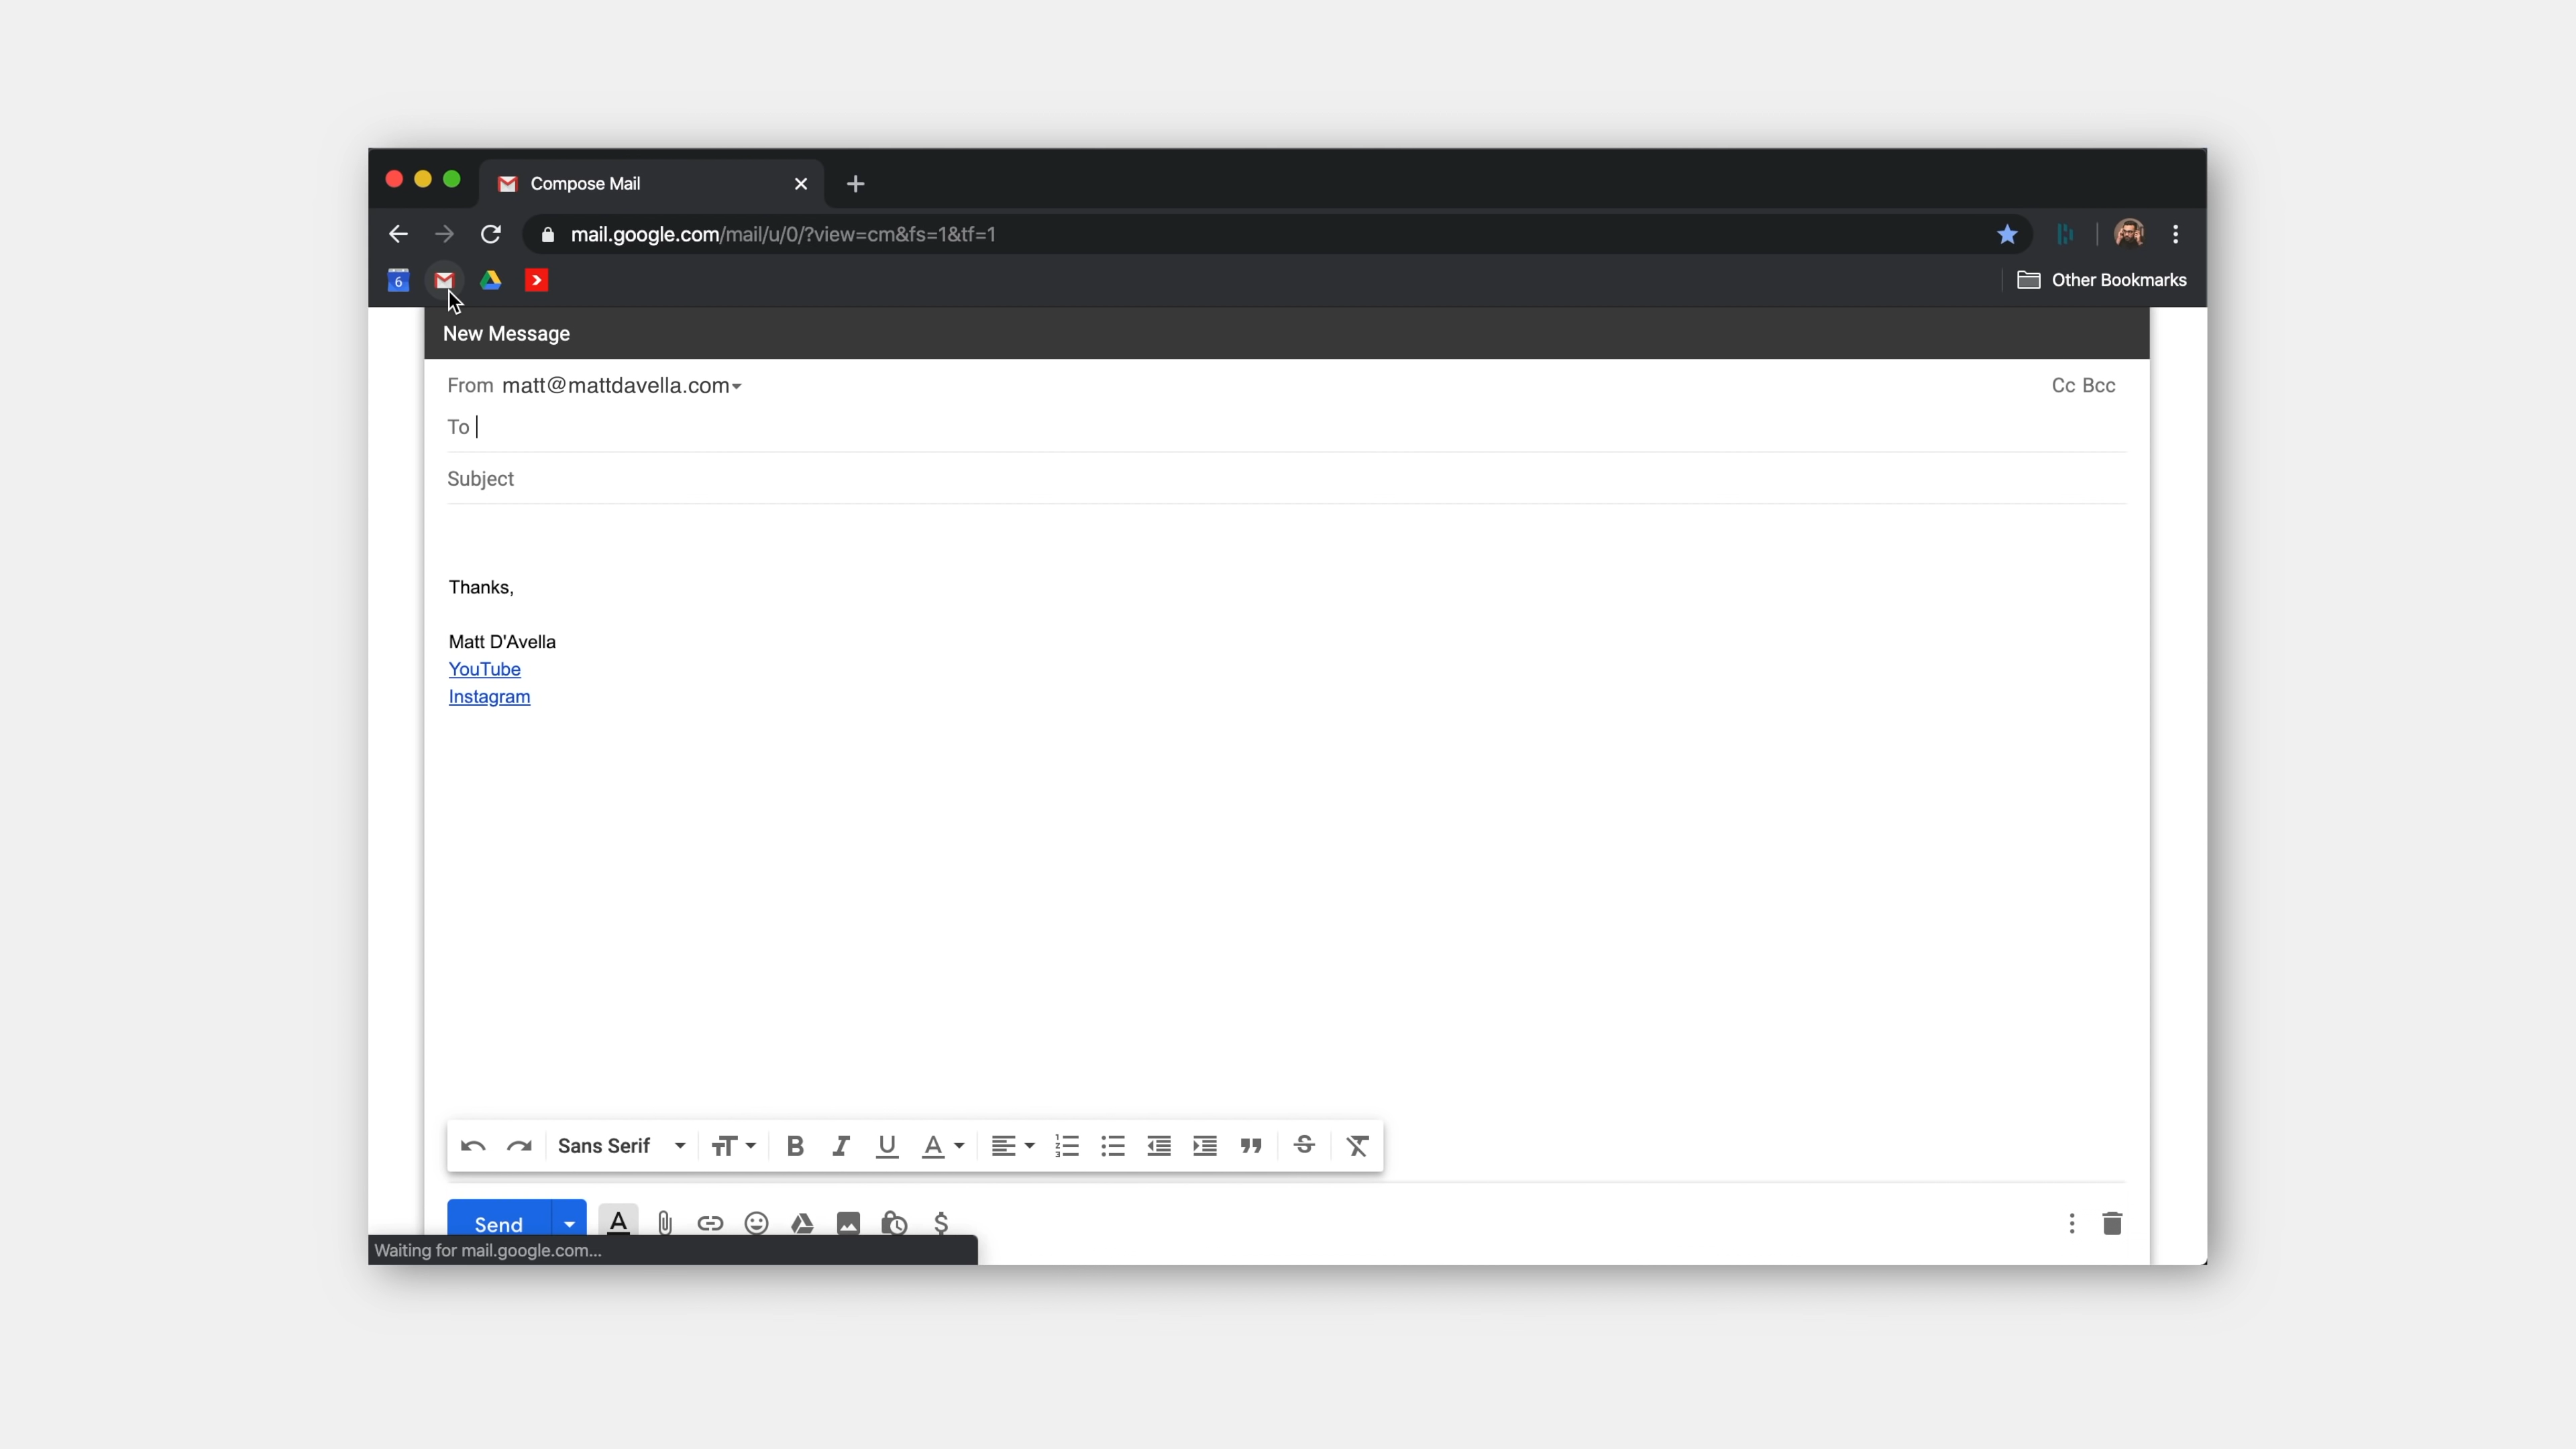 Compose Mail
mail.google.com/mail/u/0/?view=cm&fs=1&tf=1
6
Other Bookmarks
New Message
From matt@mattdavella.com
Cc Bcc
To
Subject
Thanks,
Matt D'Avella
YouTube
Instagram
Sans Serif
Send
Waiting for mail.google.com...